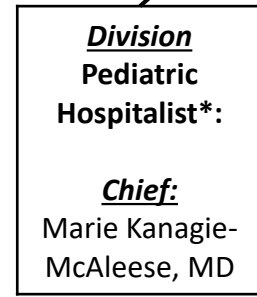 Division
Pediatric
Hospitalist*:
Chief:
Marie Kanagie-
McAleese, MD